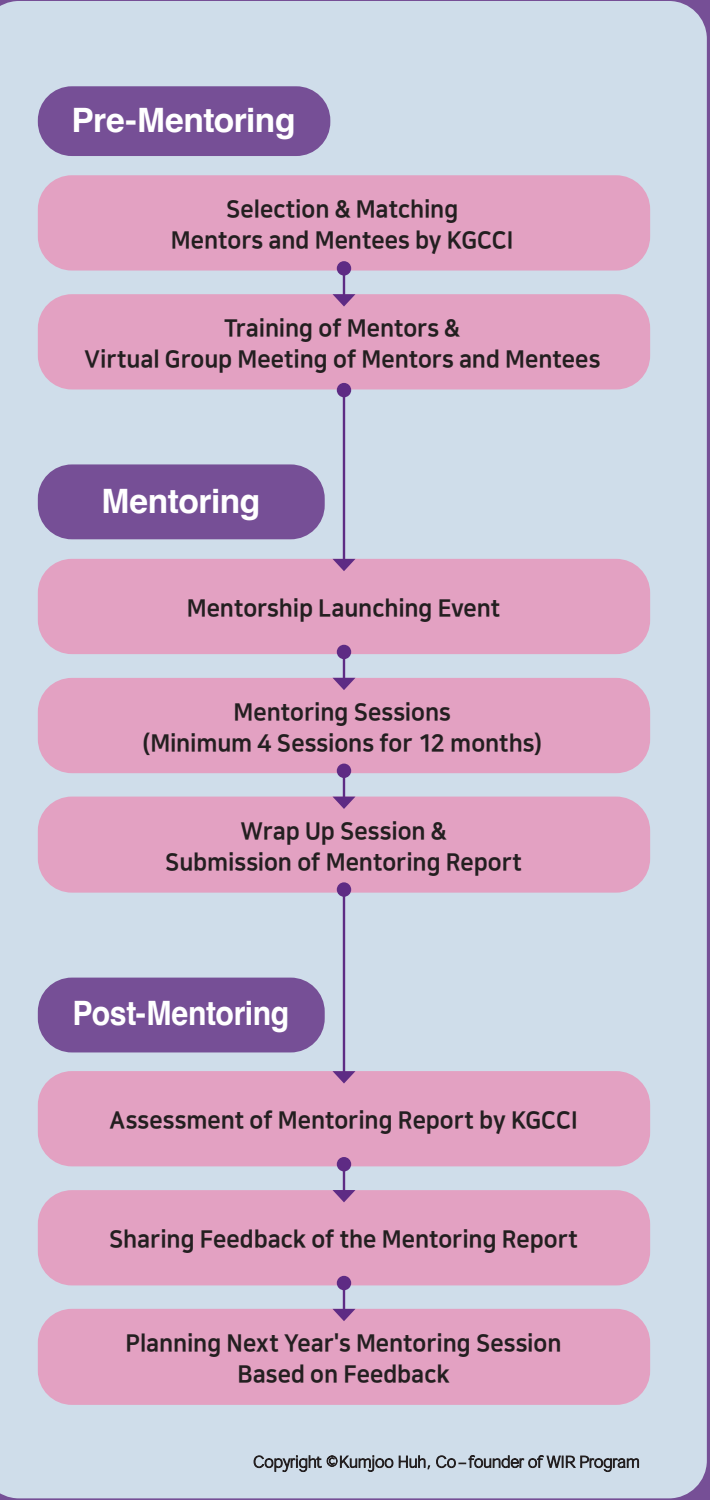 Pre-Mentoring
Selection & Matching
Mentors and Mentees by KGCCI
Training of Mentors &
Virtual Group Meeting of Mentors and Mentees
Mentoring
Mentorship Launching Event
Mentoring Sessions
(Minimum 4 Sessions for 12 months)
Wrap Up Session &
Submission of Mentoring Report
Post-Mentoring
Assessment of Mentoring Report by KGCCI
Sharing Feedback of the Mentoring Report
Planning Next Year's Mentoring Session
Based on Feedback
Copyright ©Kumjoo Huh, Co-founder of WIR Program